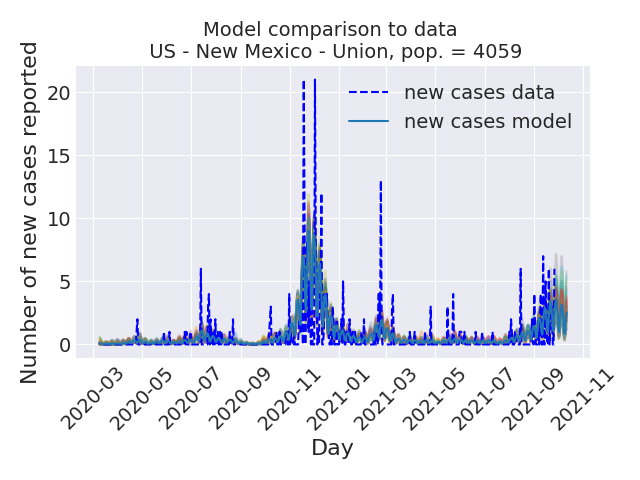 Model comparison to data
US - New Mexico - Union, pop. = 4059
Number of new cases reported
20
15
10
5
0
new cases data
new cases model
2020-03
2020-05
2020-07
2020-09
2020-11
2021-01
2021-03
2021-05
2021-07
2021-09
2021-11
Day